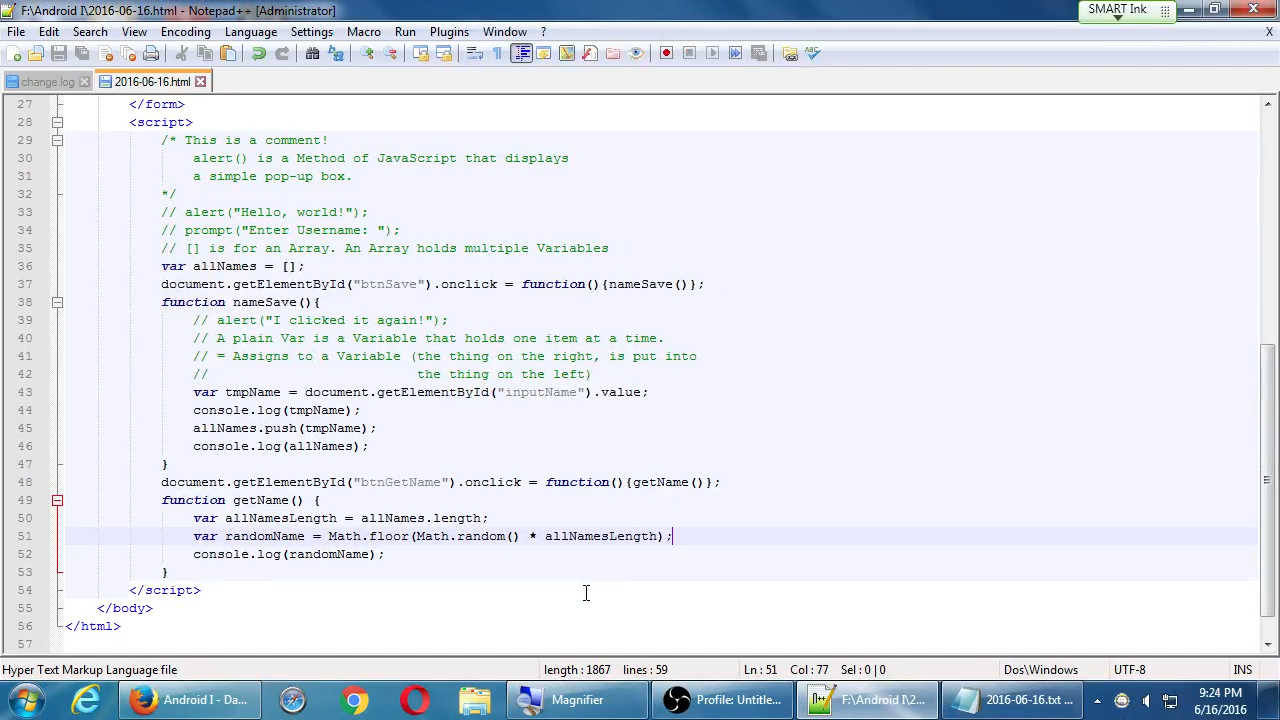 F:\Android I\2016-06-16.html - Notepad++ [Administrator]
SMART Ink
File Edit Search View Encoding Language Settings Macro Run Plugins Window ? X
change.log 2016-06-16.html
27 </form>
28 <script>
29 /* This is a comment!
30 alert() is a Method of JavaScript that displays
31 a simple pop-up box.
32 */
33 // alert("Hello, world!");
34 // prompt("Enter Username: ");
35 // [] is for an Array. An Array holds multiple Variables
36 var allNames = [];
37 document.getElementById("btnSave").onclick = function(){nameSave()};
38 function nameSave(){
39 // alert("I clicked it again!");
40 // A plain Var is a Variable that holds one item at a time.
41 // = Assigns to a Variable (the thing on the right, is put into
42 // the thing on the left)
43 var tmpName = document.getElementById("inputName").value;
44 console.log(tmpName);
45 allNames.push(tmpName);
46 console.log(allNames);
47 }
48 document.getElementById("btnGetName").onclick = function(){getName()};
49 function getName() {
50 var allNamesLength = allNames.length;
51 var randomName = Math.floor(Math.random() * allNamesLength);
52 console.log(randomName);
53 }
54 </script>
55 </body>
56 </html>
57
Hyper Text Markup Language file length : 1867 lines : 59 Ln : 51 Col : 77 Sel : 0 | 0 Dos\Windows UTF-8 INS
Android I - Da... Magnifier Profile: Untitle... F:\Android I\2... 2016-06-16.txt ... 9:24 PM
6/16/2016